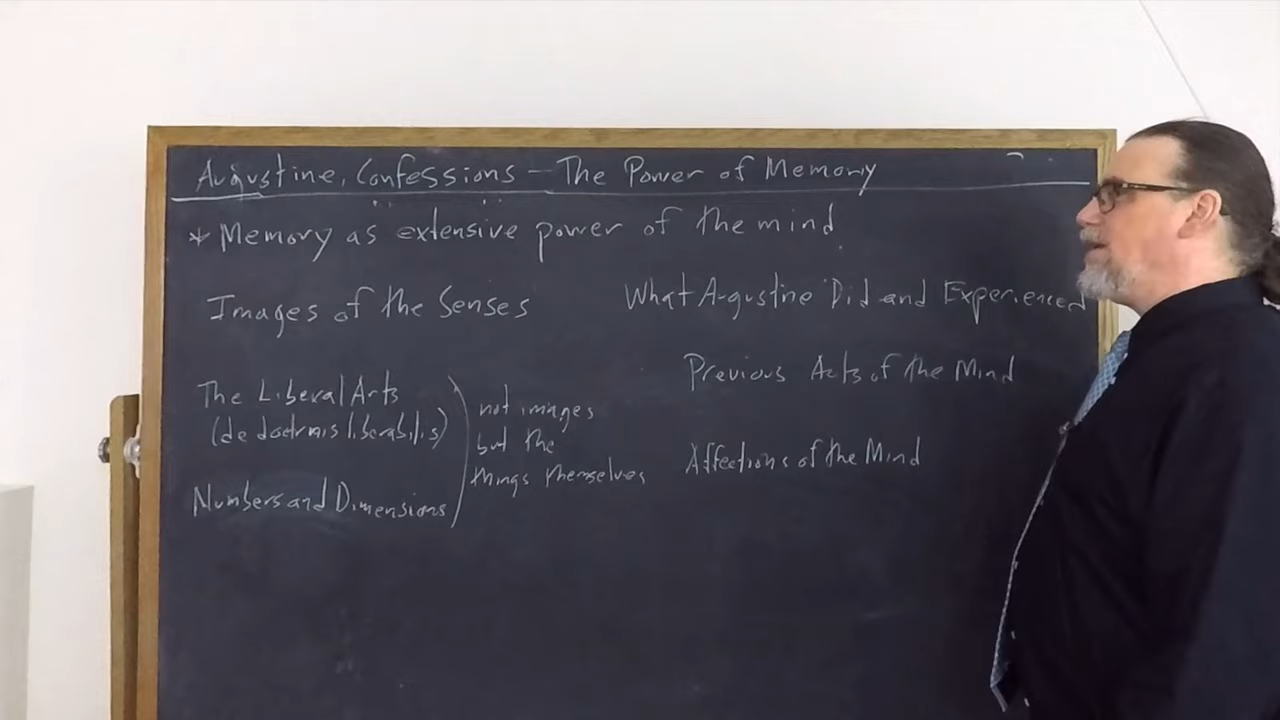 Augustine, Confessions – The Power of Memory
* Memory as extensive power of the mind
Images of the Senses
What Augustine Did and Experienced
Previous Acts of the Mind
Affections of the Mind
The Liberal Arts
(de doctrinis liberabilis)
Numbers and Dimensions
not images
but the
things themselves